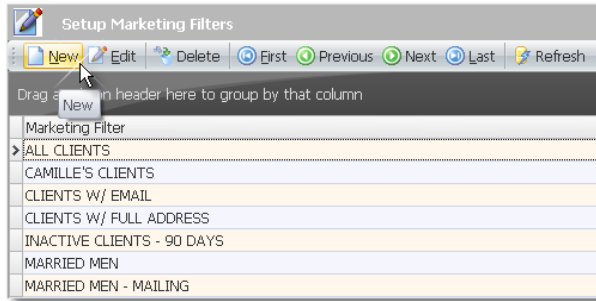 Setup Marketing Filters
New Edit Delete First Previous Next Last Refresh
Drag a n header here to group by that column
New
Marketing Filter
ALL CLIENTS
CAMILLE'S CLIENTS
CLIENTS W/ EMAIL
CLIENTS W/ FULL ADDRESS
INACTIVE CLIENTS - 90 DAYS
MARRIED MEN
MARRIED MEN - MAILING